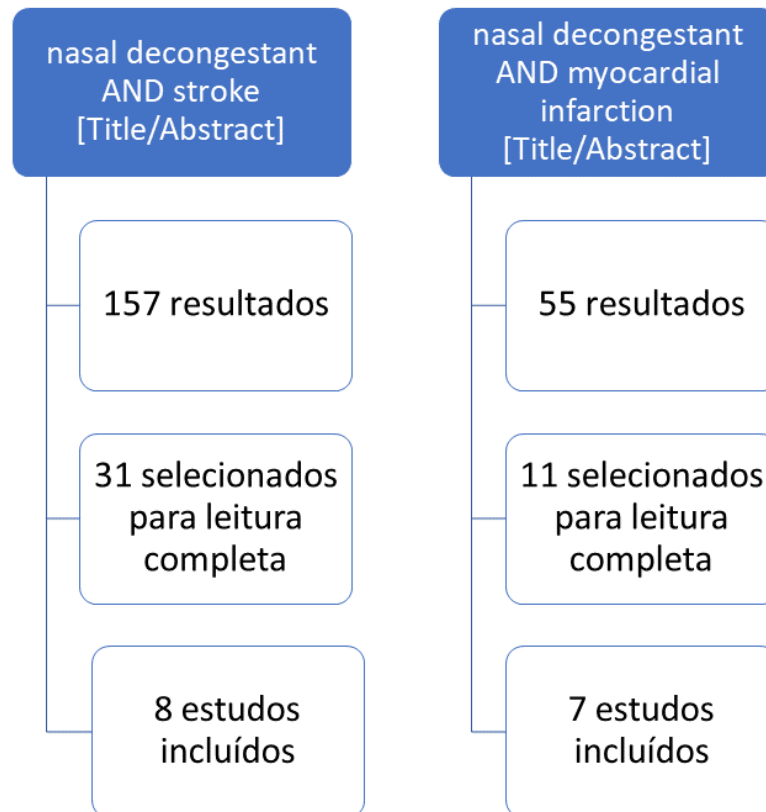 nasal decongestant
AND stroke
[Title/Abstract]
157 resultados
31 selecionados
para leitura
completa
8 estudos
incluídos
nasal decongestant
AND myocardial
infarction
[Title/Abstract]
55 resultados
11 selecionados
para leitura
completa
7 estudos
incluídos